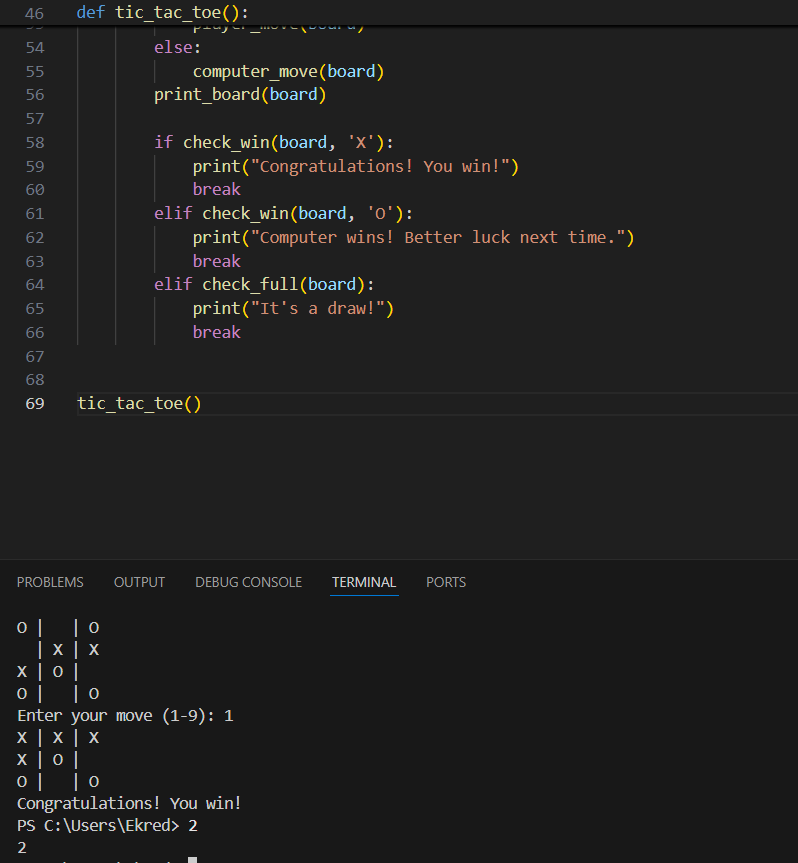 46 def tic_tac_toe():
54 else:
55 computer_move(board)
56 print_board(board)
57
58 if check_win(board, 'X'):
59 print("Congratulations! You win!")
60 break
61 elif check_win(board, 'O'):
62 print("Computer wins! Better luck next time.")
63 break
64 elif check_full(board):
65 print("It's a draw!")
66 break
67
68
69 tic_tac_toe()
PROBLEMS OUTPUT DEBUG CONSOLE TERMINAL PORTS
O |   | O
  | X | X
X | O |
O |   | O
Enter your move (1-9): 1
X | X | X
X | O |
O |   | O
Congratulations! You win!
PS C:\Users\Ekred> 2
2